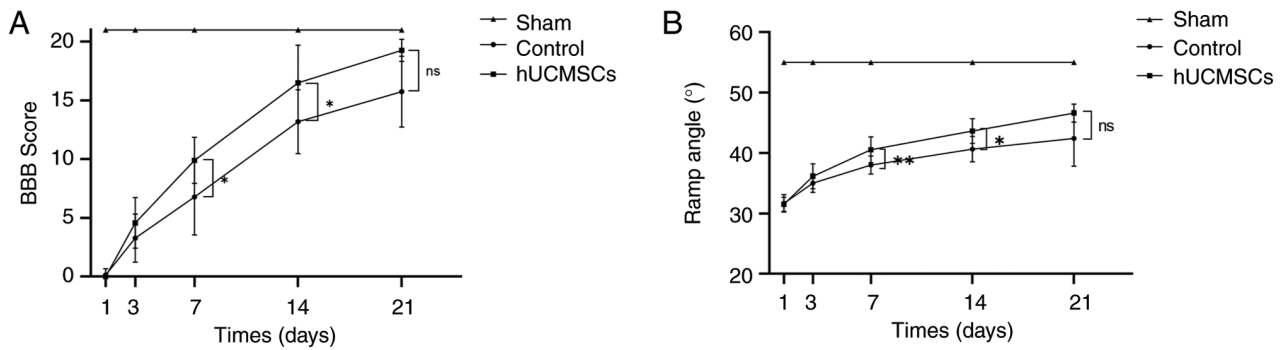 A
BBB Score
20
15
10
5
0
*
*
ns
1 3 7 14 21
Times (days)
Sham
Control
hUCMSCs
B
Ramp angle (°)
60
50
40
30
20
**
*
ns
1 3 7 14 21
Times (days)
Sham
Control
hUCMSCs